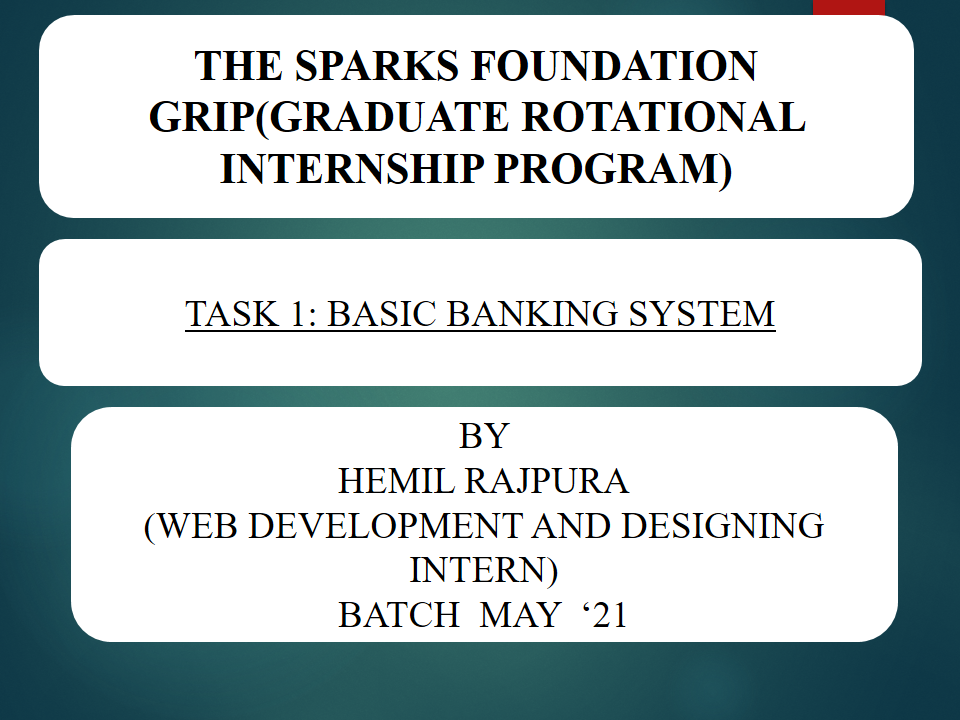 THE SPARKS FOUNDATION
GRIP(GRADUATE ROTATIONAL
INTERNSHIP PROGRAM)
TASK 1: BASIC BANKING SYSTEM
BY
HEMIL RAJPURA
(WEB DEVELOPMENT AND DESIGNING
INTERN)
BATCH  MAY  ‘21